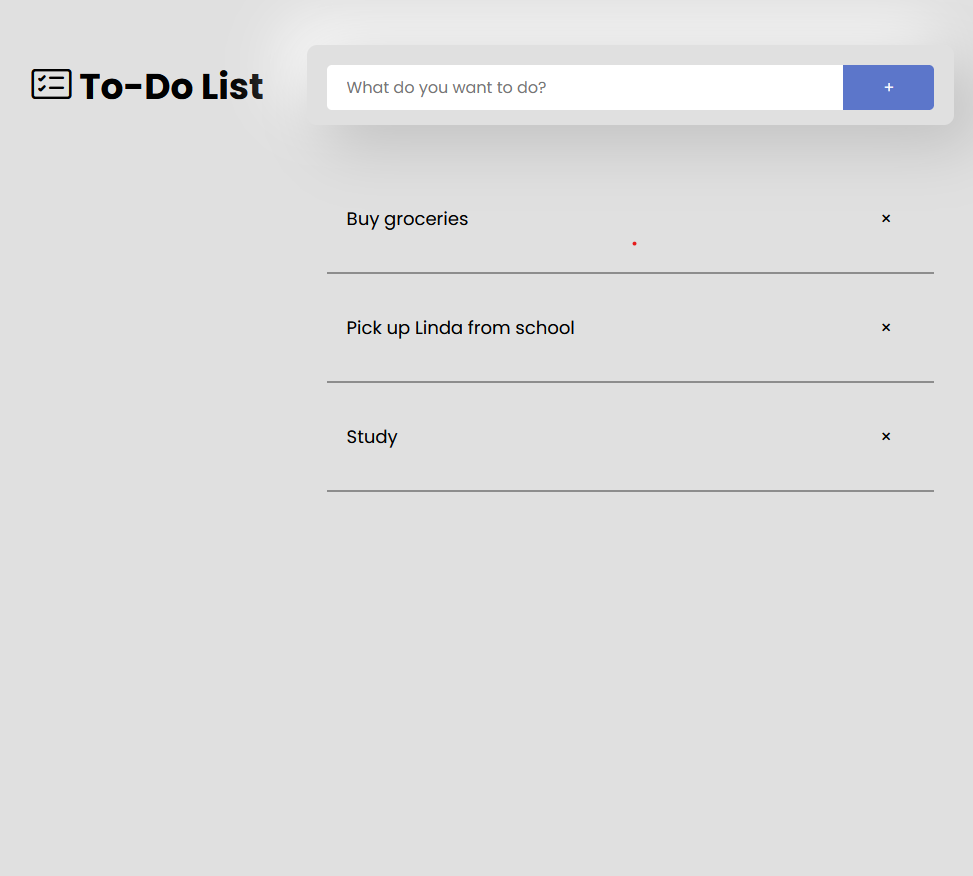 To-Do List
What do you want to do?
+
Buy groceries ×
Pick up Linda from school ×
Study ×